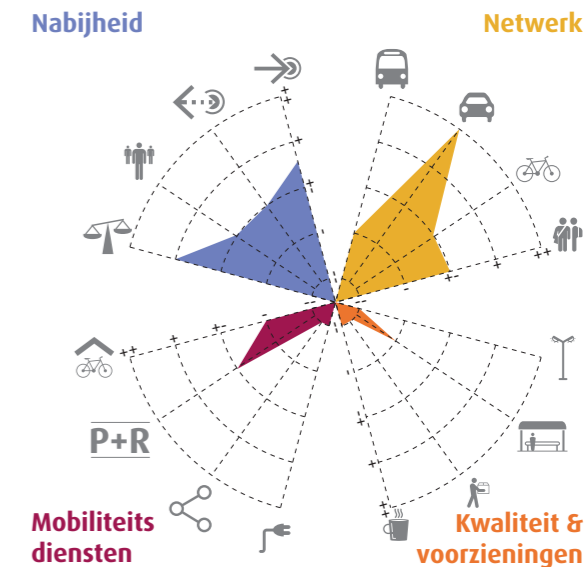 Nabijheid
Netwerk
P+R
Mobiliteits
diensten
Kwaliteit &
voorzieningen